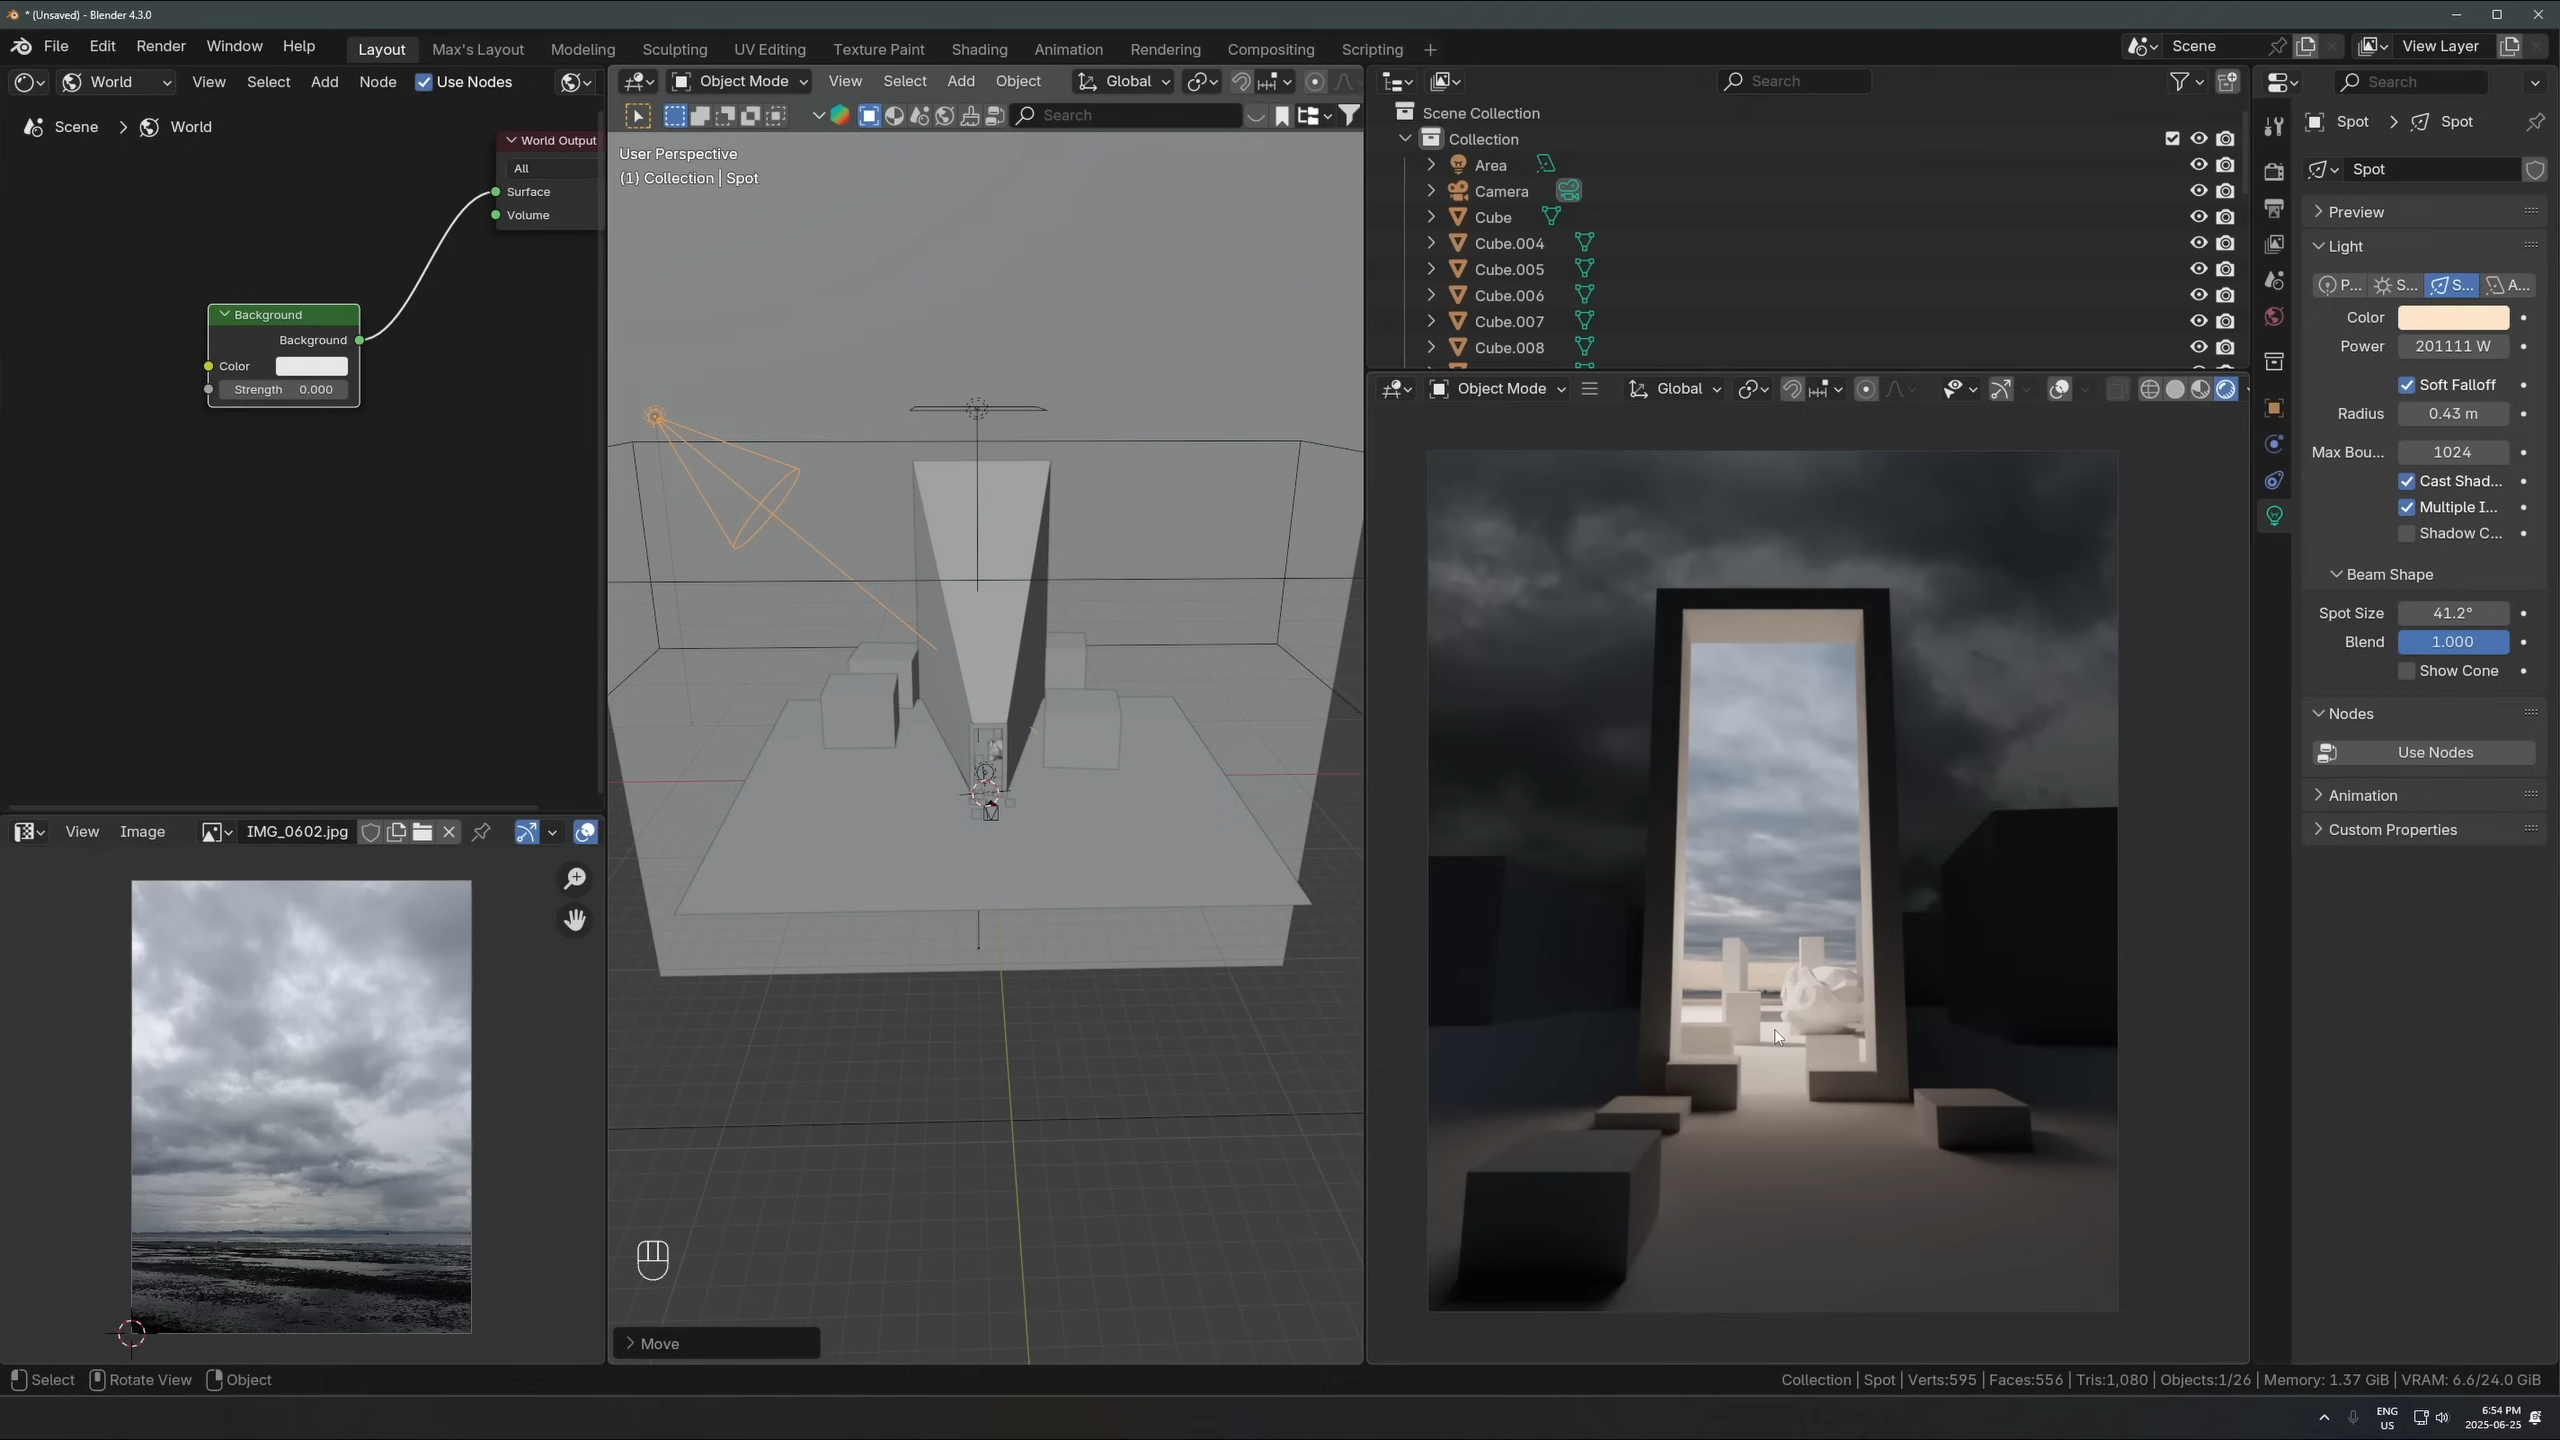 * (Unsaved) - Blender 4.3.0
File Edit Render Window Help Layout Max's Layout Modeling Sculpting UV Editing Texture Paint Shading Animation Rendering Compositing Scripting + Scene View Layer
World View Select Add Node Use Nodes
Object Mode View Select Add Object Global
Search
Search
Scene > World
World Output
All
Surface
Volume
Background
Background
Color
Strength 0.000
Search
User Perspective
(1) Collection | Spot
Move
Scene Collection
Collection
Area
Camera
Cube
Cube.004
Cube.005
Cube.006
Cube.007
Cube.008
Object Mode Global
Spot > Spot
Spot
Preview
Light
P... S... S... A...
Color
Power 201111 W
Soft Falloff
Radius 0.43 m
Max Bou... 1024
Cast Shad...
Multiple I...
Shadow C...
Beam Shape
Spot Size 41.2°
Blend 1.000
Show Cone
Nodes
Use Nodes
Animation
Custom Properties
View Image IMG_0602.jpg
Select Rotate View Object
Collection | Spot | Verts:595 | Faces:556 | Tris:1,080 | Objects:1/26 | Memory: 1.37 GiB | VRAM: 6.6/24.0 GiB
ENG
US
6:54 PM
2025-06-25